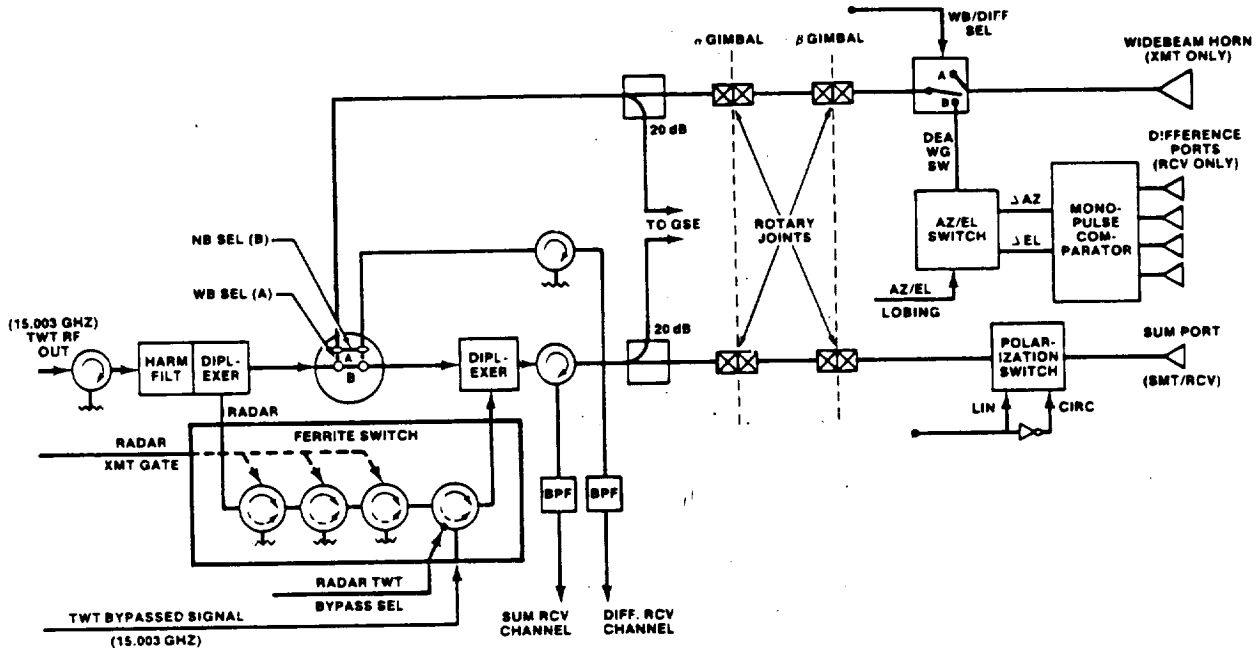 WB/DIFF
SEL
α GIMBAL
β GIMBAL
WIDEBEAM HORN
(XMT ONLY)
A
B
20 dB
DEA
WG
SW
DIFFERENCE
PORTS
(RCV ONLY)
TO GSE
ROTARY
JOINTS
AZ/EL
SWITCH
Δ AZ
Δ EL
MONO-
PULSE
COM-
PARATOR
NB SEL (B)
WB SEL (A)
AZ/EL
LOBING
(15.003 GHZ)
TWT RF
OUT
HARM
FILT
DIPL-
EXER
A
B
DIPL-
EXER
20 dB
POLAR-
IZATION
SWITCH
SUM PORT
(SMT/RCV)
LIN
CIRC
RADAR
FERRITE SWITCH
RADAR
XMT GATE
BPF
BPF
RADAR TWT
BYPASS SEL
TWT BYPASSED SIGNAL
(15.003 GHZ)
SUM RCV
CHANNEL
DIFF. RCV
CHANNEL